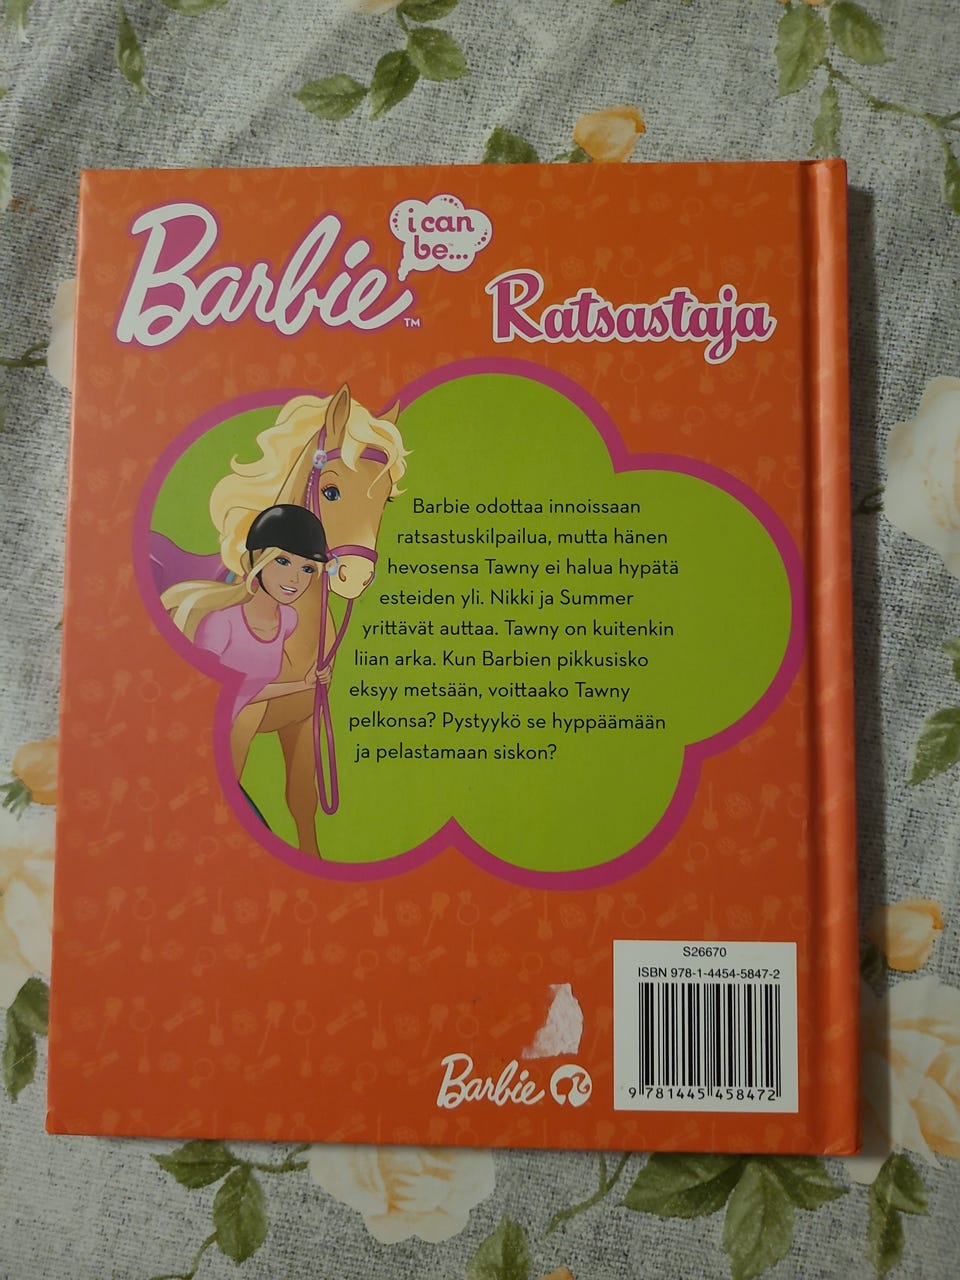 Barbie™
i can
be™...
Ratsastaja
Barbie odottaa innoissaan
ratsastuskilpailua, mutta hänen
hevosensa Tawny ei halua hypätä
esteiden yli. Nikki ja Summer
yrittävät auttaa. Tawny on kuitenkin
liian arka. Kun Barbien pikkusisko
eksyy metsään, voittaako Tawny
pelkonsa? Pystyykö se hyppäämään
ja pelastamaan siskon?
S26670
ISBN 978-1-4454-5847-2
9 781445 458472
Barbie